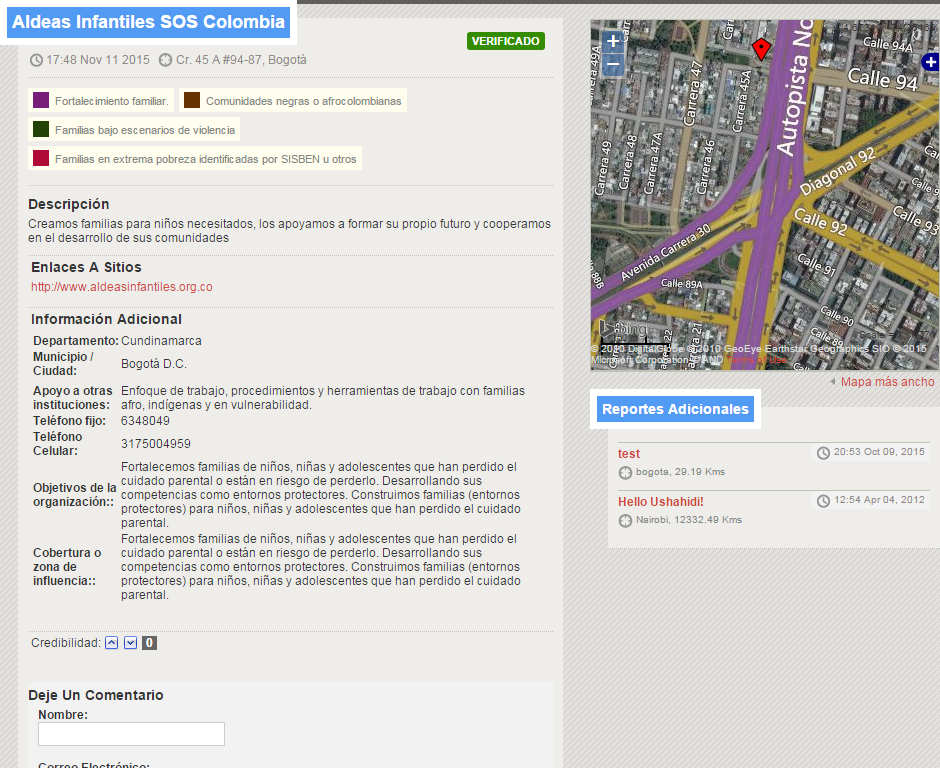 Aldeas Infantiles SOS Colombia
VERIFICADO
17:48 Nov 11 2015 Cr. 45 A #94-87, Bogotá
Fortalecimiento familiar. Comunidades negras o afrocolombianas
Familias bajo escenarios de violencia
Familias en extrema pobreza identificadas por SISBEN u otros
Descripción
Creamos familias para niños necesitados, los apoyamos a formar su propio futuro y cooperamos
en el desarrollo de sus comunidades
Enlaces A Sitios
http://www.aldeasinfantiles.org.co
Información Adicional
Departamento: Cundinamarca
Municipio /
Ciudad:
Bogotá D.C.
Apoyo a otras
instituciones:
Enfoque de trabajo, procedimientos y herramientas de trabajo con familias
afro, indígenas y en vulnerabilidad.
Teléfono fijo: 6348049
Teléfono
Celular:
3175004959
Objetivos de la
organización::
Fortalecemos familias de niños, niñas y adolescentes que han perdido el
cuidado parental o están en riesgo de perderlo. Desarrollando sus
competencias como entornos protectores. Construimos familias (entornos
protectores) para niños, niñas y adolescentes que han perdido el cuidado
parental.
Cobertura o
zona de
influencia::
Fortalecemos familias de niños, niñas y adolescentes que han perdido el
cuidado parental o están en riesgo de perderlo. Desarrollando sus
competencias como entornos protectores. Construimos familias (entornos
protectores) para niños, niñas y adolescentes que han perdido el cuidado
parental.
Credibilidad: 0
Deje Un Comentario
Nombre:
Correo Electrónico:
+
−
+
Carrera 49A
Carrera 47
Carrera 45A
Autopista No
Calle 94A
Calle 94
Carrera 49
Carrera 48
Carrera 47A
Carrera 46
Diagonal 92
Calle 92
Calle 93
Avenida Carrera 30
Calle 91
Calle 89A
Calle 90
Calle 89
Carrera 21
bing
© 2010 DigitalGlobe © 2010 GeoEye Earthstar Geographics SIO © 2015
Microsoft Corporation © AND
Mapa más ancho
Reportes Adicionales
test 20:53 Oct 09, 2015
bogota, 29.19 Kms
Hello Ushahidi! 12:54 Apr 04, 2012
Nairobi, 12332.49 Kms